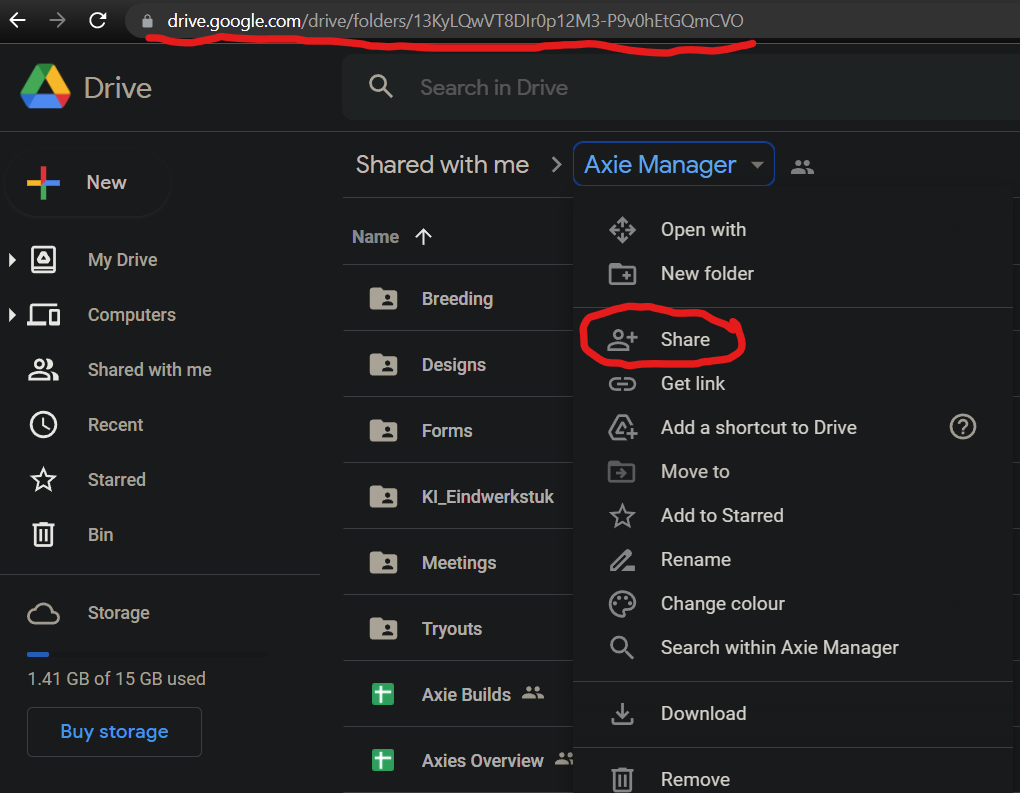 drive.google.com/drive/folders/13KyLQwVT8DIr0p12M3-P9v0hEtGQmCVO
Drive
Search in Drive
Shared with me > Axie Manager
New
Name
My Drive
Computers
Shared with me
Recent
Starred
Bin
Storage
1.41 GB of 15 GB used
Buy storage
Breeding
Designs
Forms
KI_Eindwerkstuk
Meetings
Tryouts
Axie Builds
Axies Overview
Open with
New folder
Share
Get link
Add a shortcut to Drive
Move to
Add to Starred
Rename
Change colour
Search within Axie Manager
Download
Remove